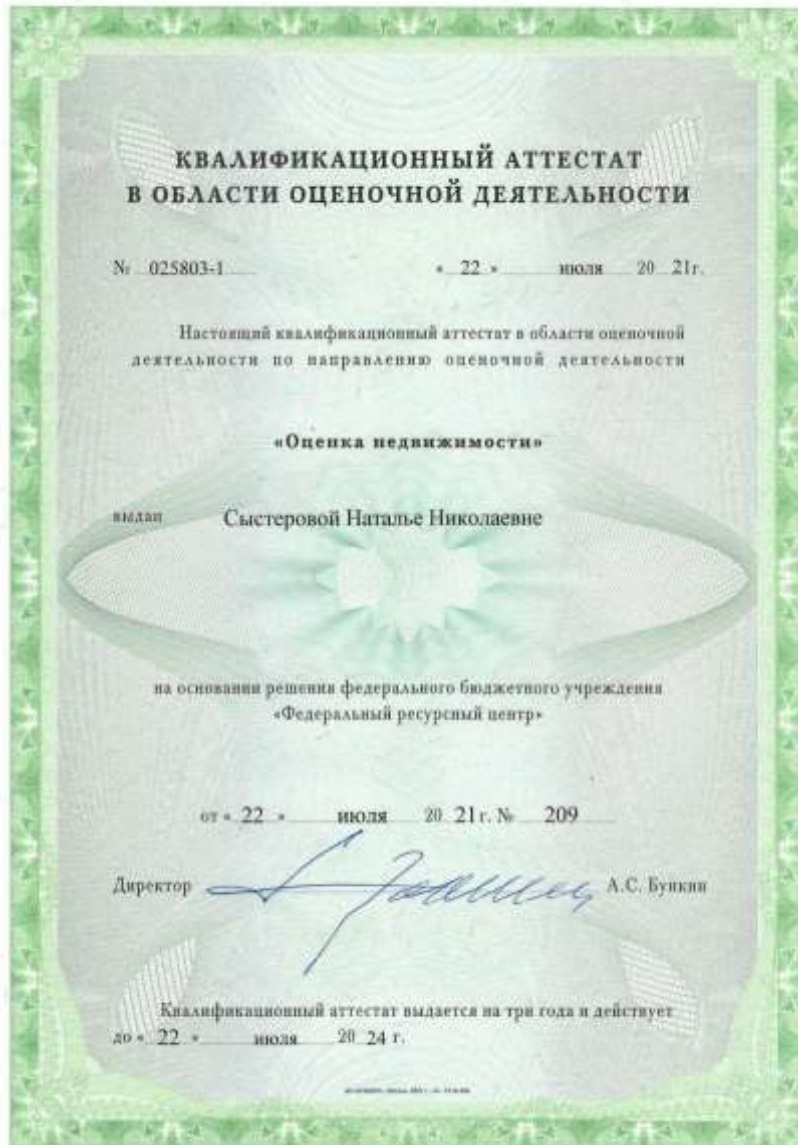 КВАЛИФИКАЦИОННЫЙ АТТЕСТАТ
В ОБЛАСТИ ОЦЕНОЧНОЙ ДЕЯТЕЛЬНОСТИ
№ 025803-1 « 22 » июля 20 21г.
Настоящий квалификационный аттестат в области оценочной
деятельности по направлению оценочной деятельности
«Оценка недвижимости»
выдан Сыстеровой Наталье Николаевне
на основании решения федерального бюджетного учреждения
«Федеральный ресурсный центр»
от « 22 » июля 20 21г. № 209
Директор А.С. Бункин
Квалификационный аттестат выдается на три года и действует
до « 22 » июля 20 24 г.